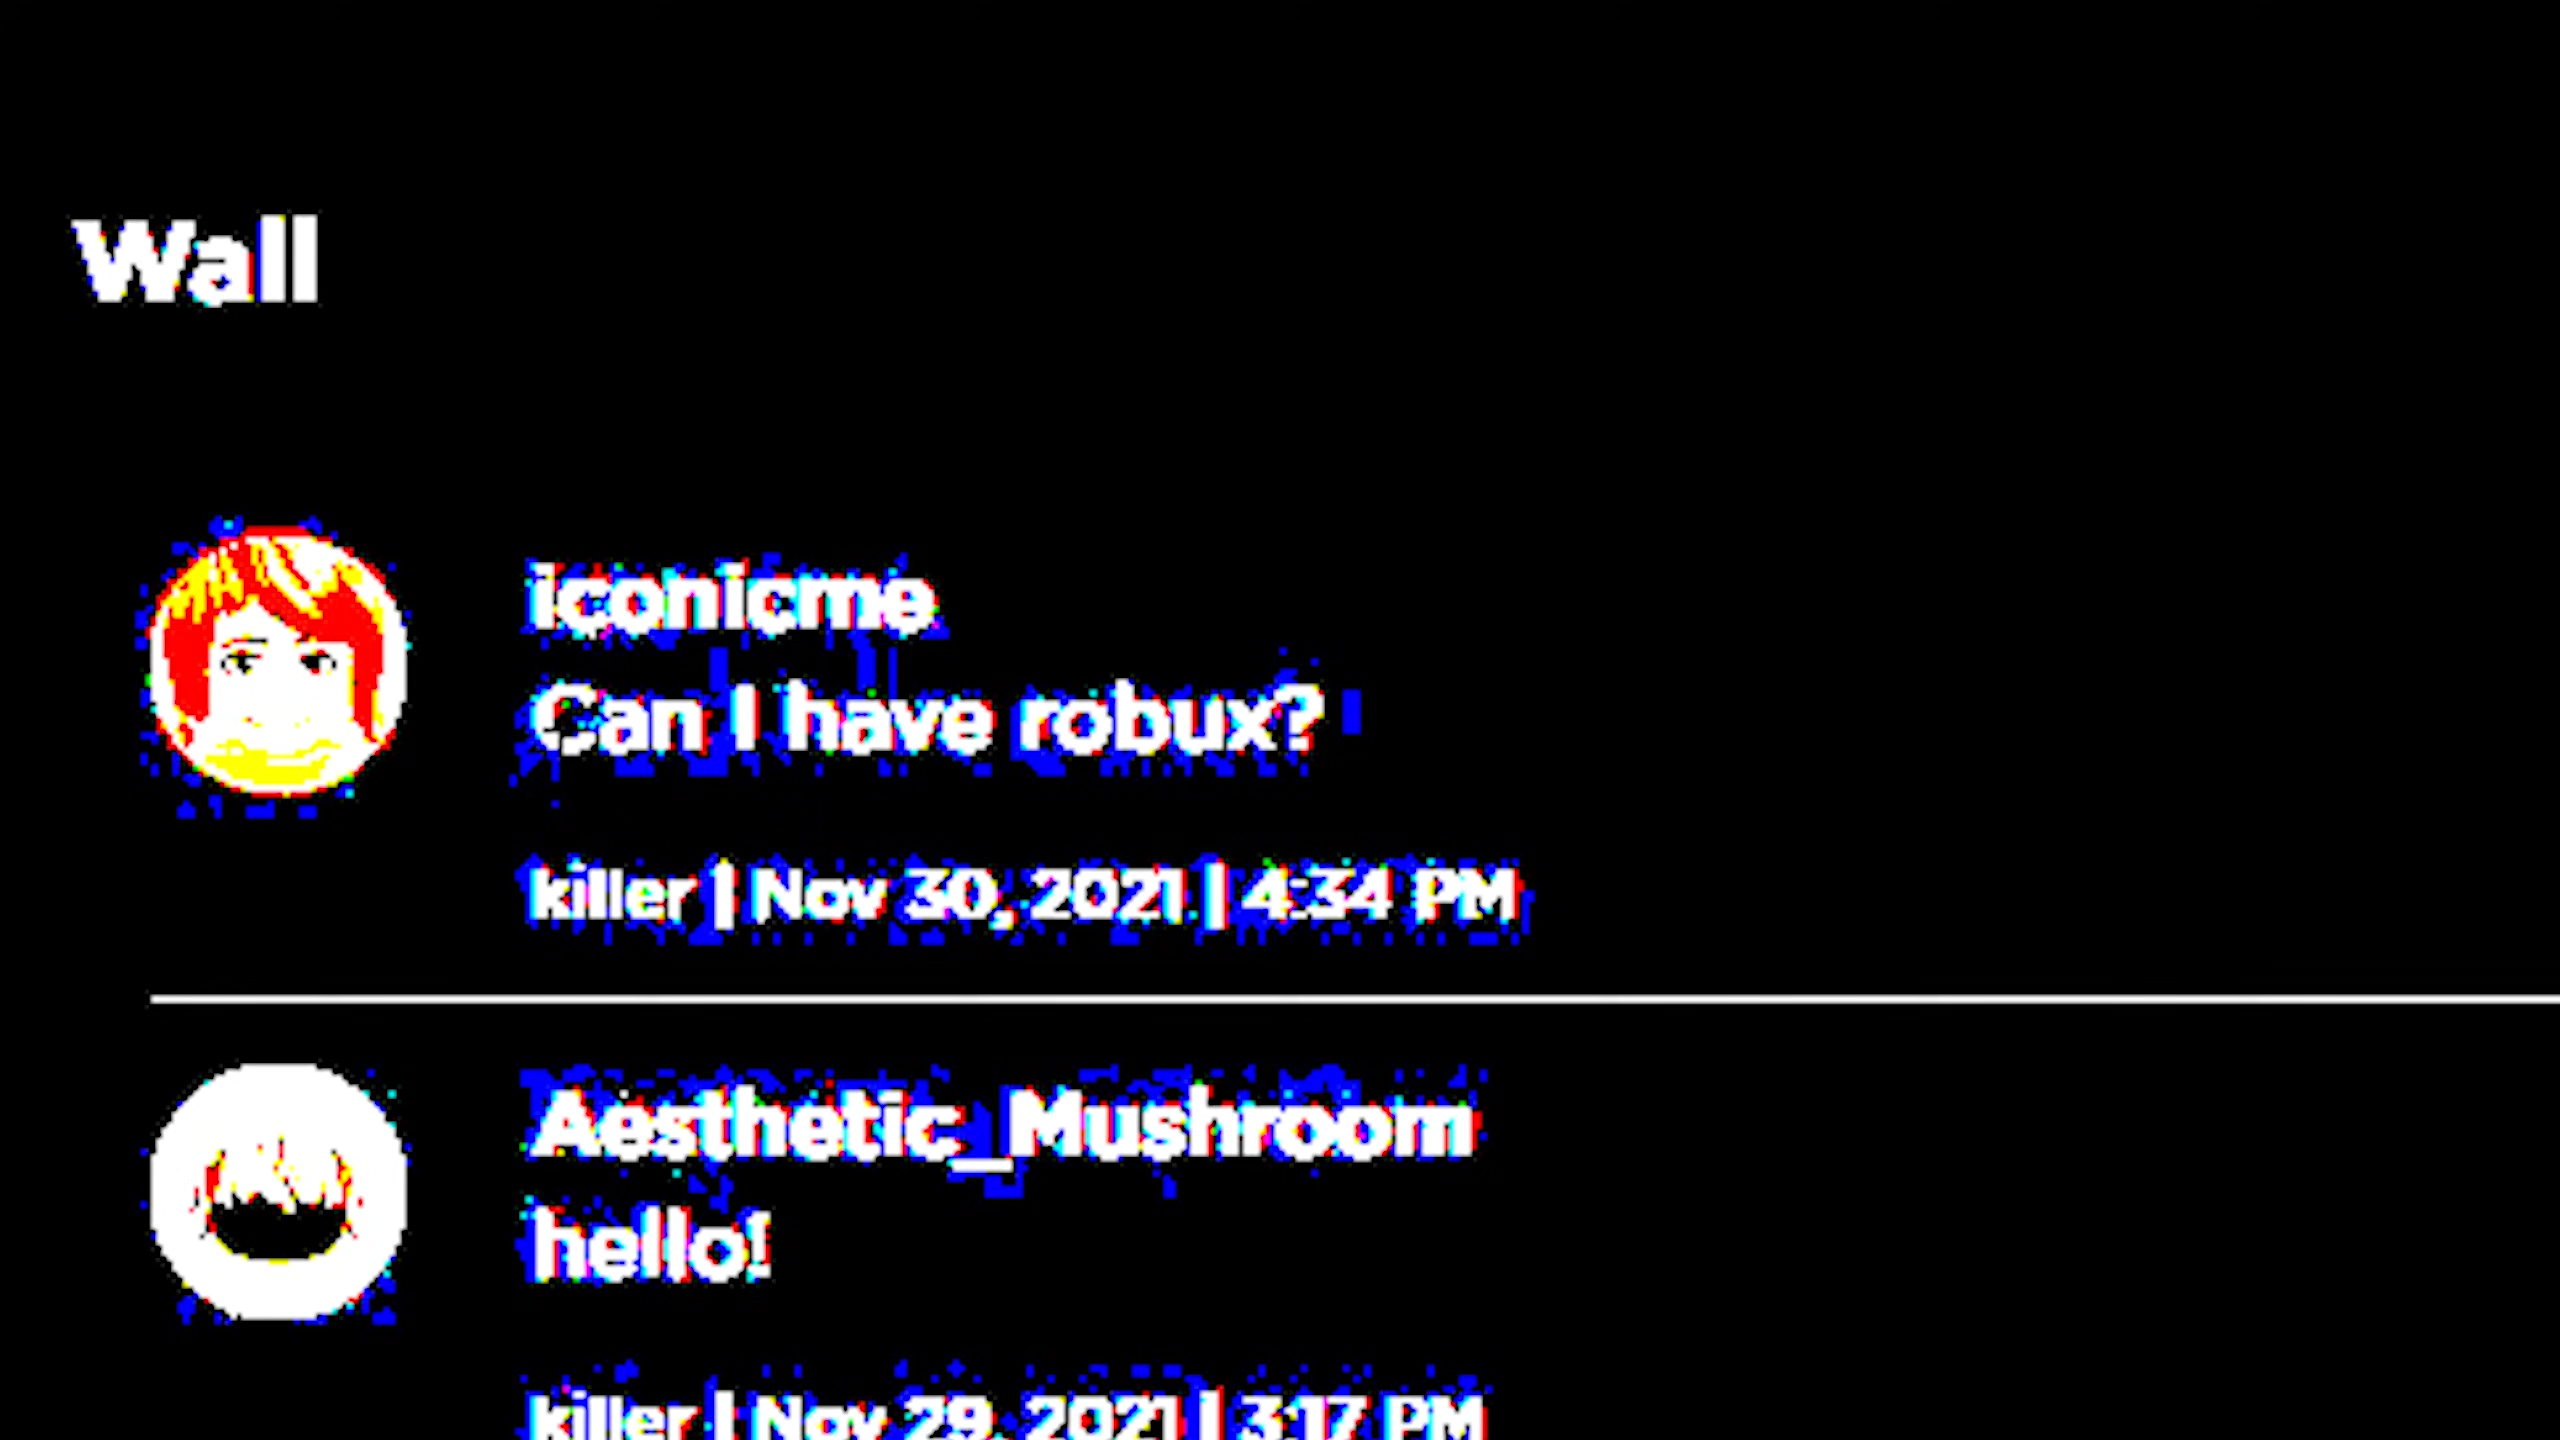 Wall
iconicme
Can I have robux?
killer | Nov 30, 2021 | 4:34 PM
Aesthetic_Mushroom
hello!
killer | Nov 29, 2021 | 3:17 PM